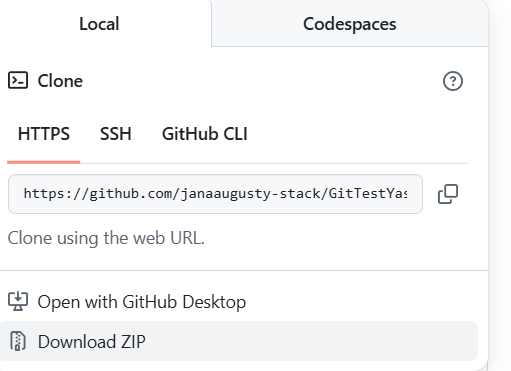 Local Codespaces
Clone
HTTPS SSH GitHub CLI
https://github.com/janaaugusty-stack/GitTestYas
Clone using the web URL.
Open with GitHub Desktop
Download ZIP